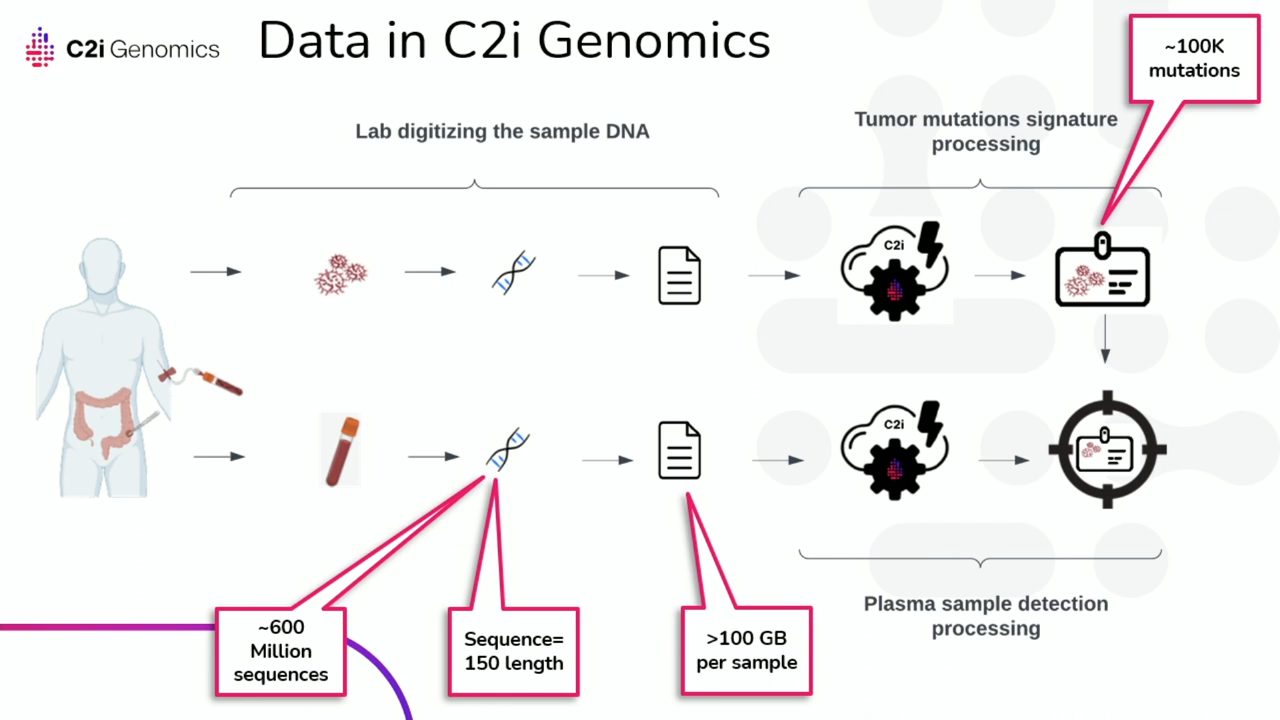 C2i Genomics
Data in C2i Genomics
~100K
mutations
Lab digitizing the sample DNA
Tumor mutations signature
processing
C2i
C2i
~600
Million
sequences
Sequence=
150 length
>100 GB
per sample
Plasma sample detection
processing